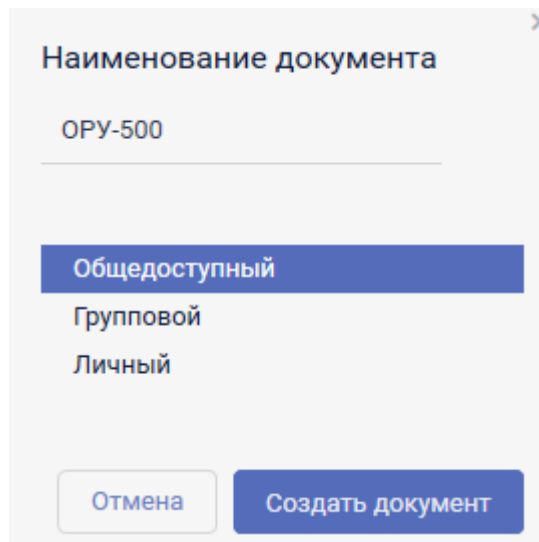 Наименование документа
ОРУ-500
Общедоступный
Групповой
Личный
Отмена
Создать документ